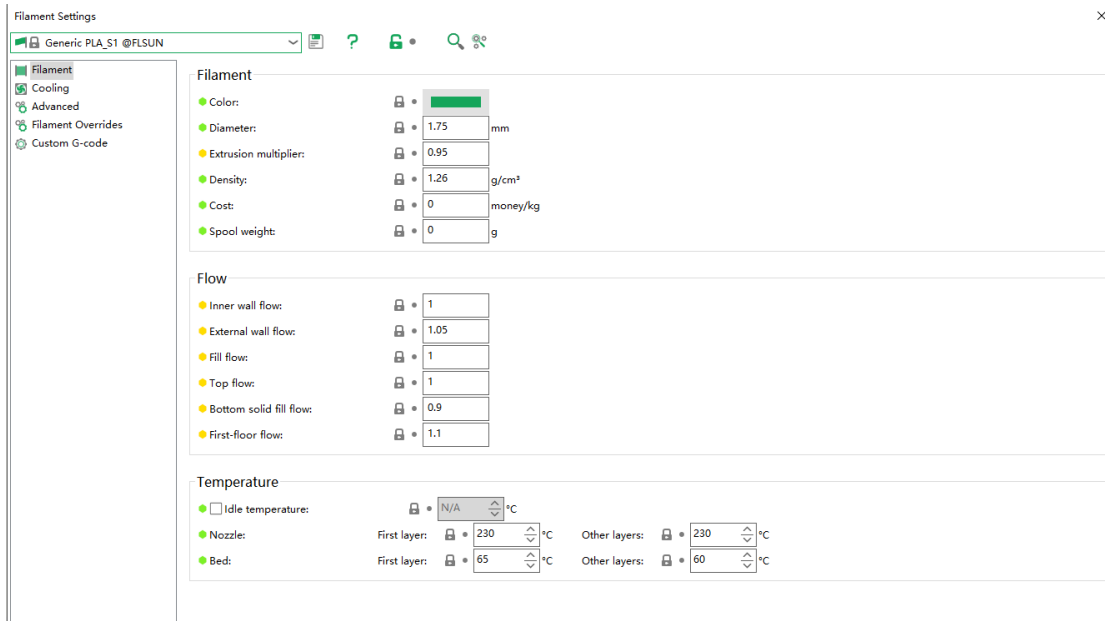 Filament Settings
Generic PLA_S1 @FLSUN
Filament
Cooling
Advanced
Filament Overrides
Custom G-code
Filament
Color:
Diameter: 1.75 mm
Extrusion multiplier: 0.95
Density: 1.26 g/cm³
Cost: 0 money/kg
Spool weight: 0 g
Flow
Inner wall flow: 1
External wall flow: 1.05
Fill flow: 1
Top flow: 1
Bottom solid fill flow: 0.9
First-floor flow: 1.1
Temperature
Idle temperature: N/A °C
Nozzle: First layer: 230 °C Other layers: 230 °C
Bed: First layer: 65 °C Other layers: 60 °C